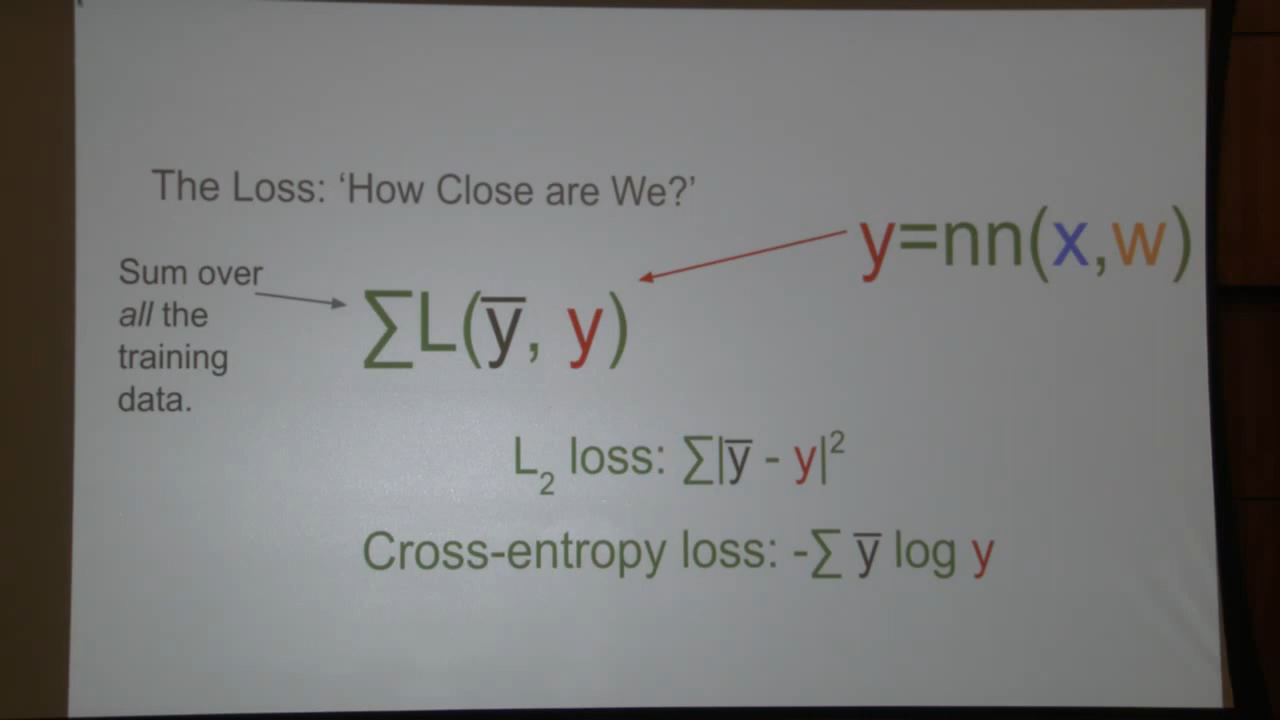 The Loss: ‘How Close are We?’
y=nn(x,w)
Sum over
all the
training
data.
∑L(y̅, y)
L₂ loss: ∑|y̅ - y|²
Cross-entropy loss: -∑ y̅ log y